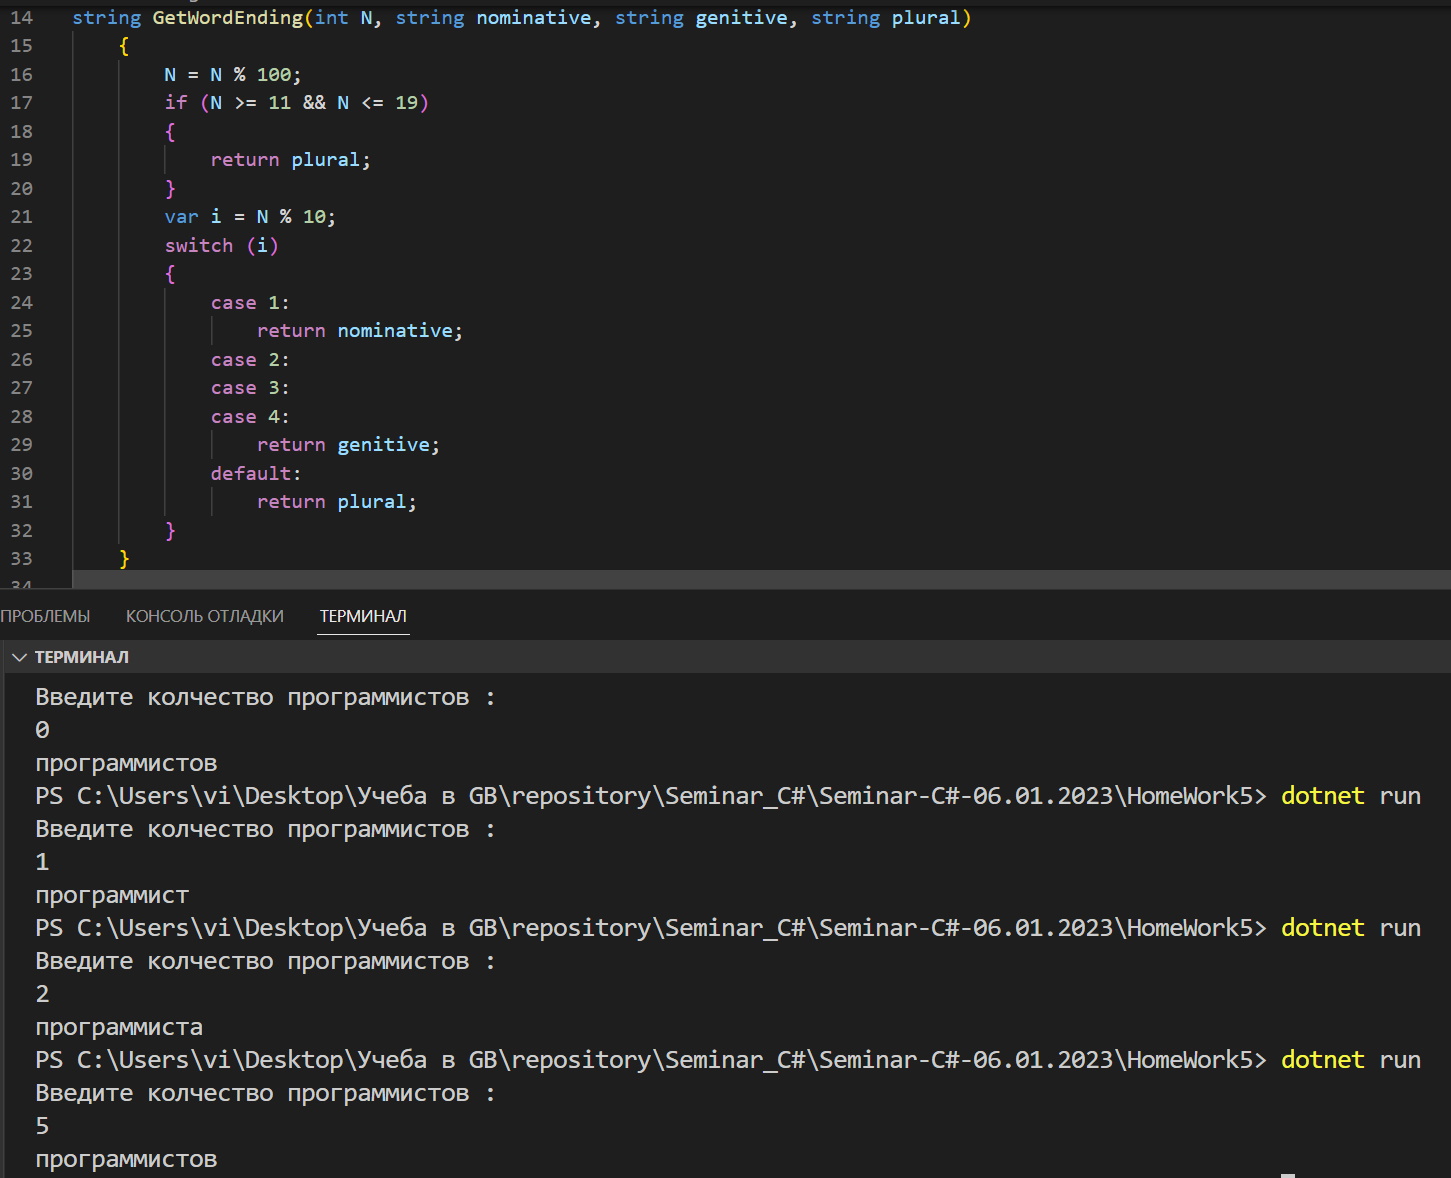 14 string GetWordEnding(int N, string nominative, string genitive, string plural)
15 {
16 N = N % 100;
17 if (N >= 11 && N <= 19)
18 {
19 return plural;
20 }
21 var i = N % 10;
22 switch (i)
23 {
24 case 1:
25 return nominative;
26 case 2:
27 case 3:
28 case 4:
29 return genitive;
30 default:
31 return plural;
32 }
33 }
34
ПРОБЛЕМЫ КОНСОЛЬ ОТЛАДКИ ТЕРМИНАЛ
ТЕРМИНАЛ
Введите колчество программистов :
0
программистов
PS C:\Users\vi\Desktop\Учеба в GB\repository\Seminar_C#\Seminar-C#-06.01.2023\HomeWork5> dotnet run
Введите колчество программистов :
1
программист
PS C:\Users\vi\Desktop\Учеба в GB\repository\Seminar_C#\Seminar-C#-06.01.2023\HomeWork5> dotnet run
Введите колчество программистов :
2
программиста
PS C:\Users\vi\Desktop\Учеба в GB\repository\Seminar_C#\Seminar-C#-06.01.2023\HomeWork5> dotnet run
Введите колчество программистов :
5
программистов